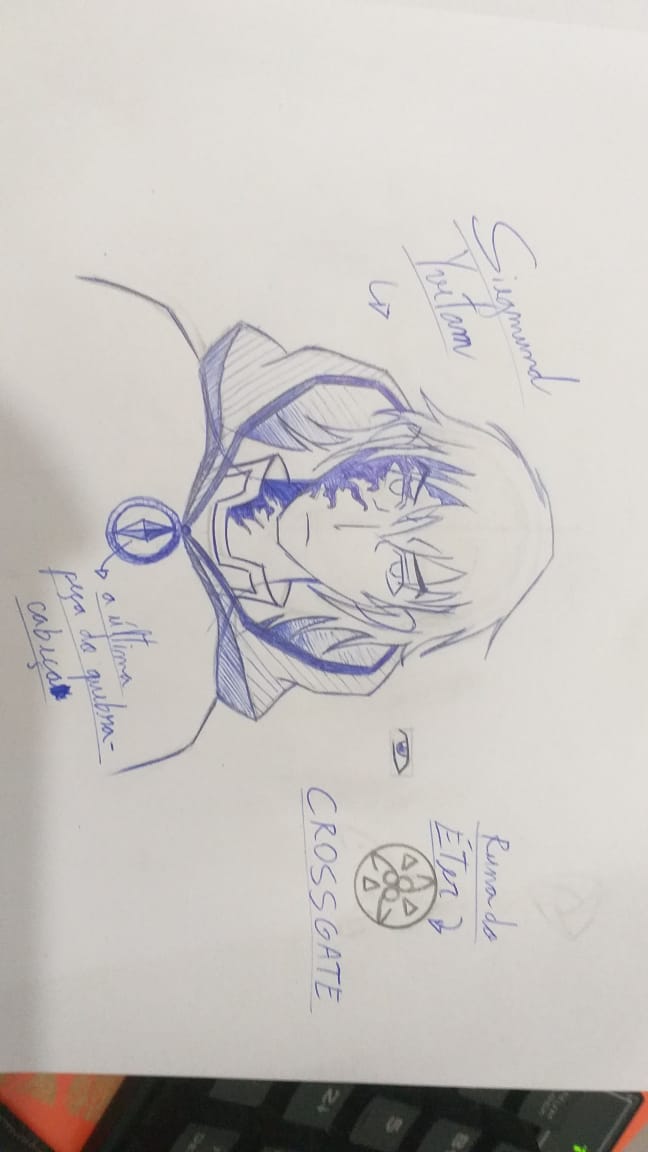 Siegmund
Yvitam
Runa do
Éter
CROSSGATE
a última
peça do quebra-
cabeça